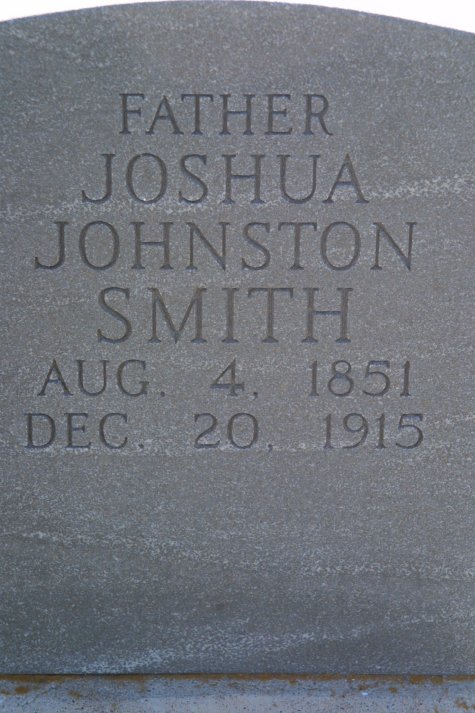 FATHER
JOSHUA
JOHNSTON
SMITH
AUG. 4, 1851
DEC. 20, 1915